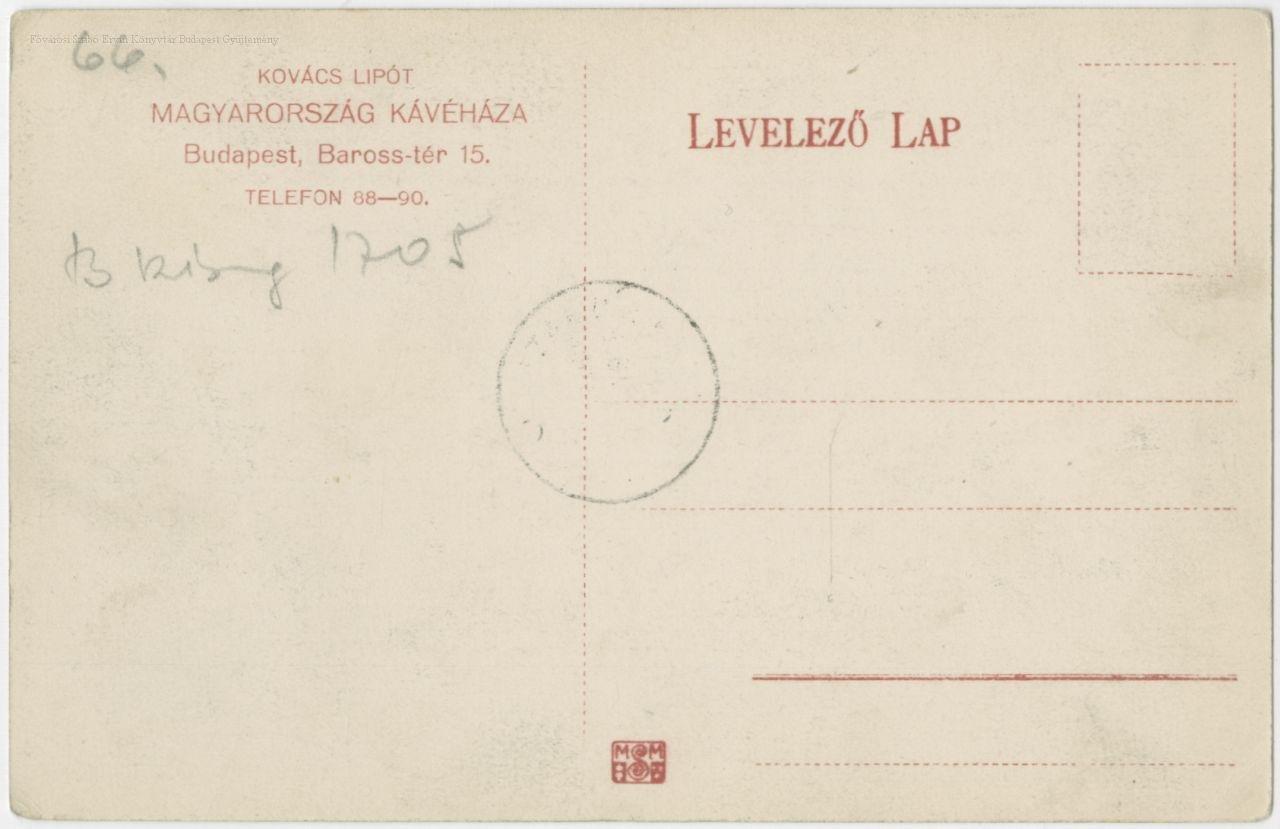 Fővárosi Szabó Ervin Könyvtár Budapest Gyűjtemény
66.
KOVÁCS LIPÓT
MAGYARORSZÁG KÁVÉHÁZA
Budapest, Baross-tér 15.
TELEFON 88—90.
B 1705
LEVELEZŐ LAP